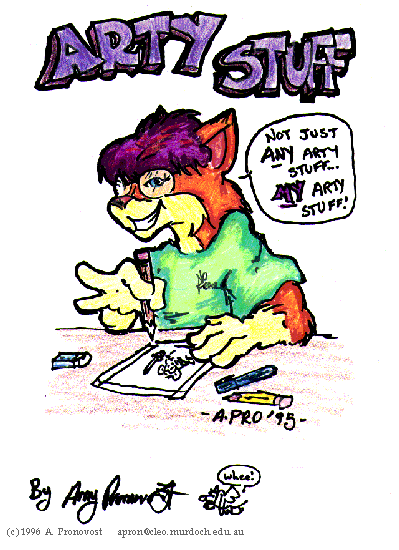 ARTY STUFF
NOT JUST
ANY ARTY
STUFF...
MY ARTY
STUFF!
-A.PRO '95-
By Amy Pronovost
whee!
(c)1996 A. Pronovost apron@cleo.murdoch.edu.au